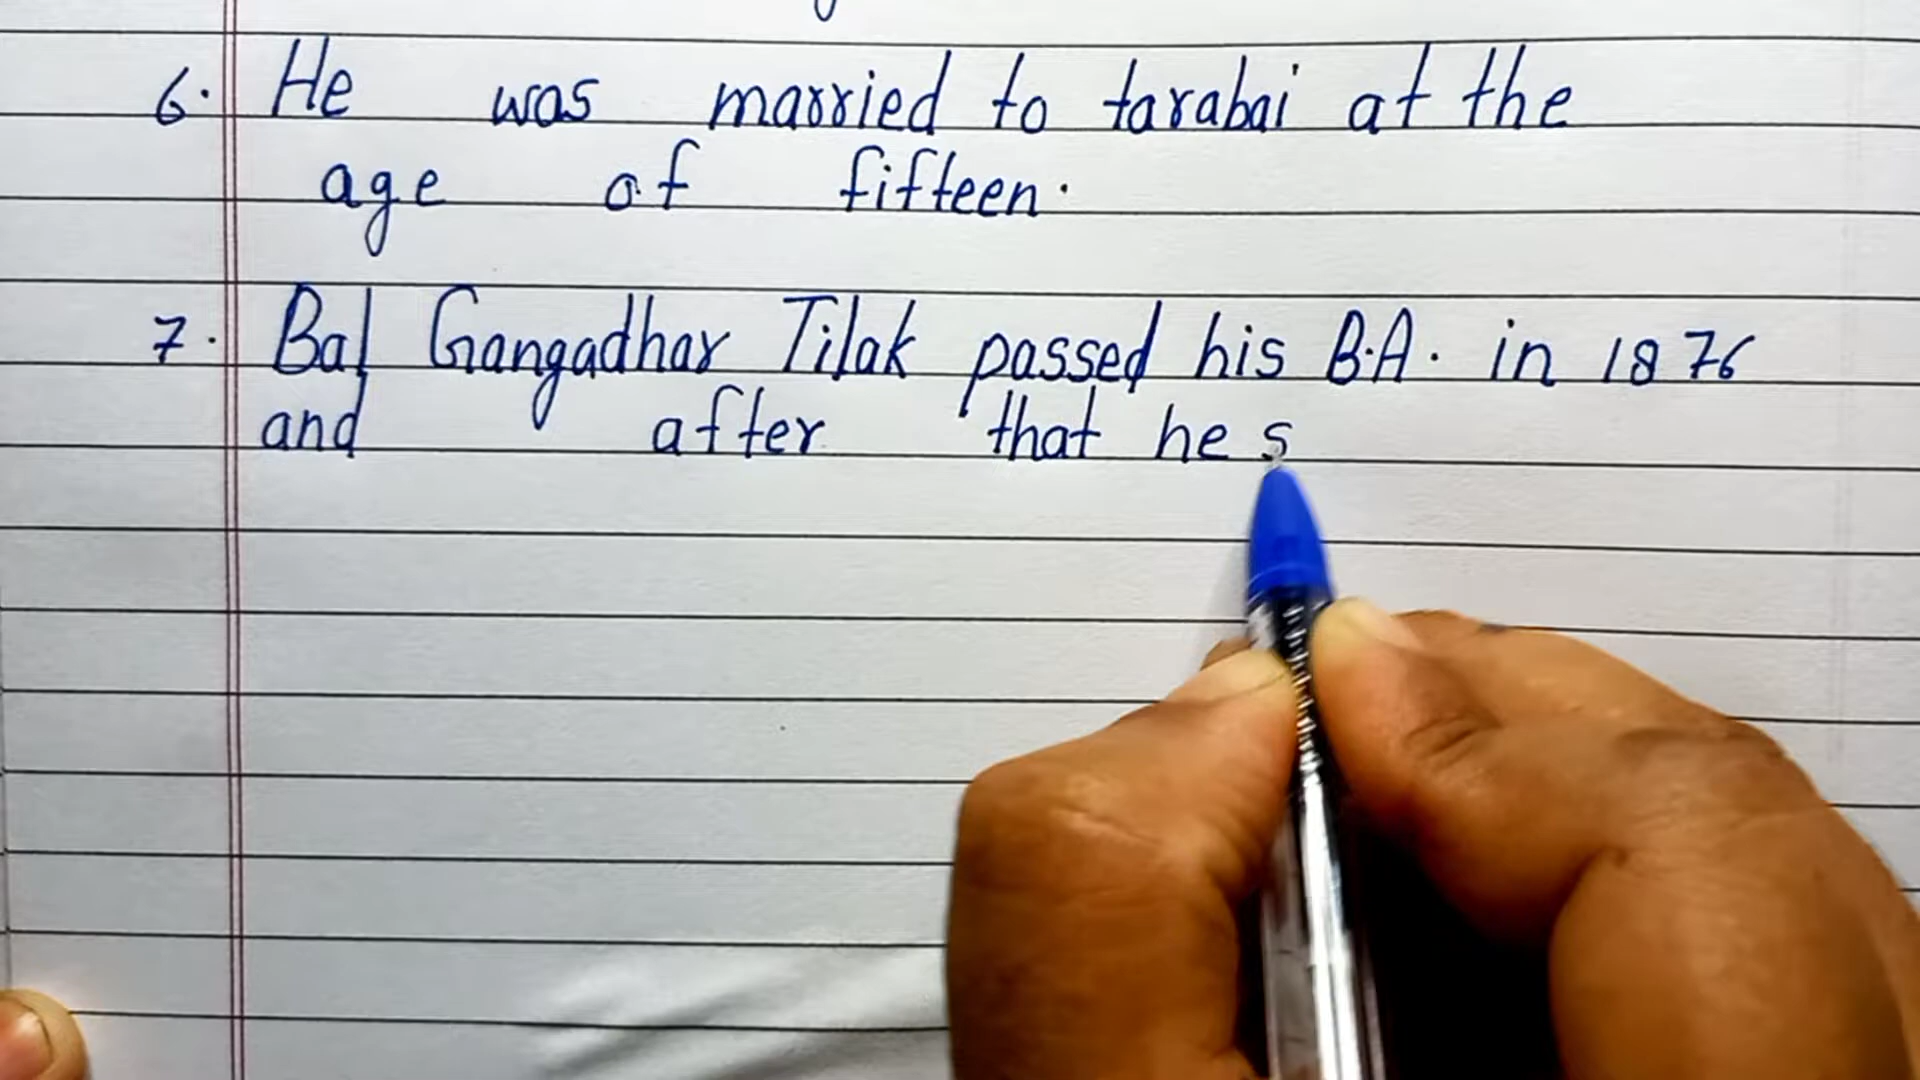 6. He was married to tarabai at the
age of fifteen.
7. Bal Gangadhar Tilak passed his B.A. in 1876
and after that he s